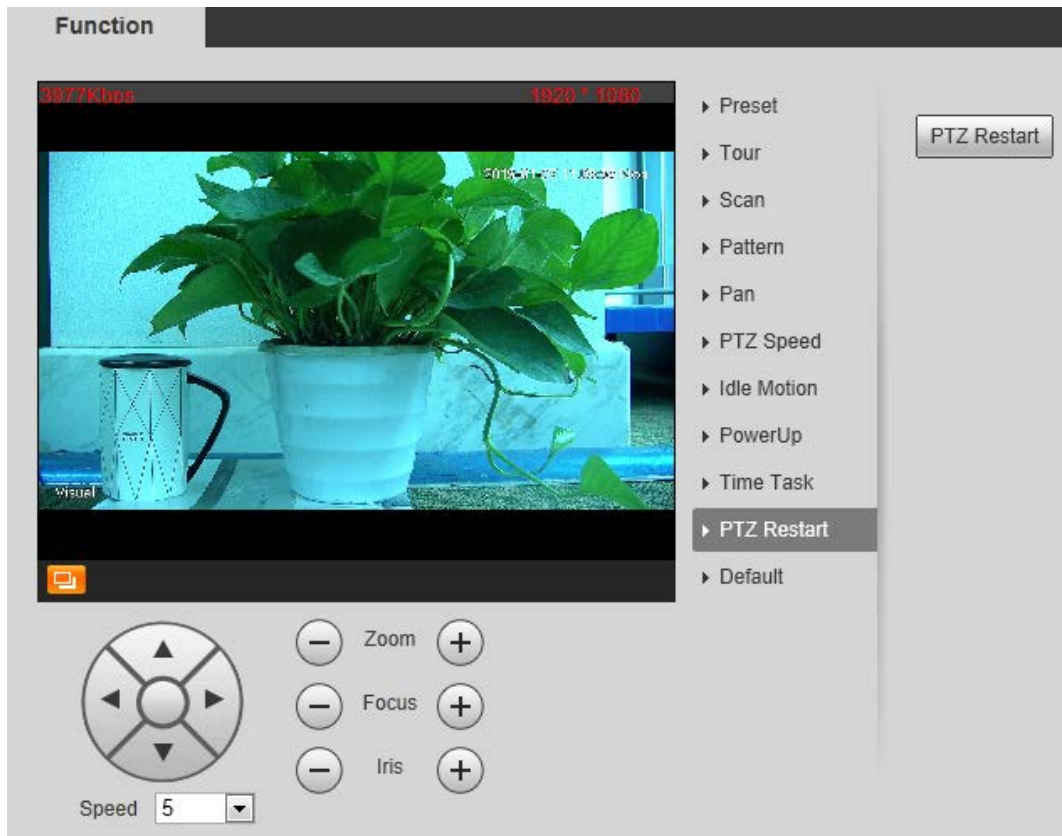 Function
3977Kbps
1920 * 1080
Visual
Preset
Tour
Scan
Pattern
Pan
PTZ Speed
Idle Motion
PowerUp
Time Task
PTZ Restart
Default
PTZ Restart
Zoom
Focus
Iris
Speed 5